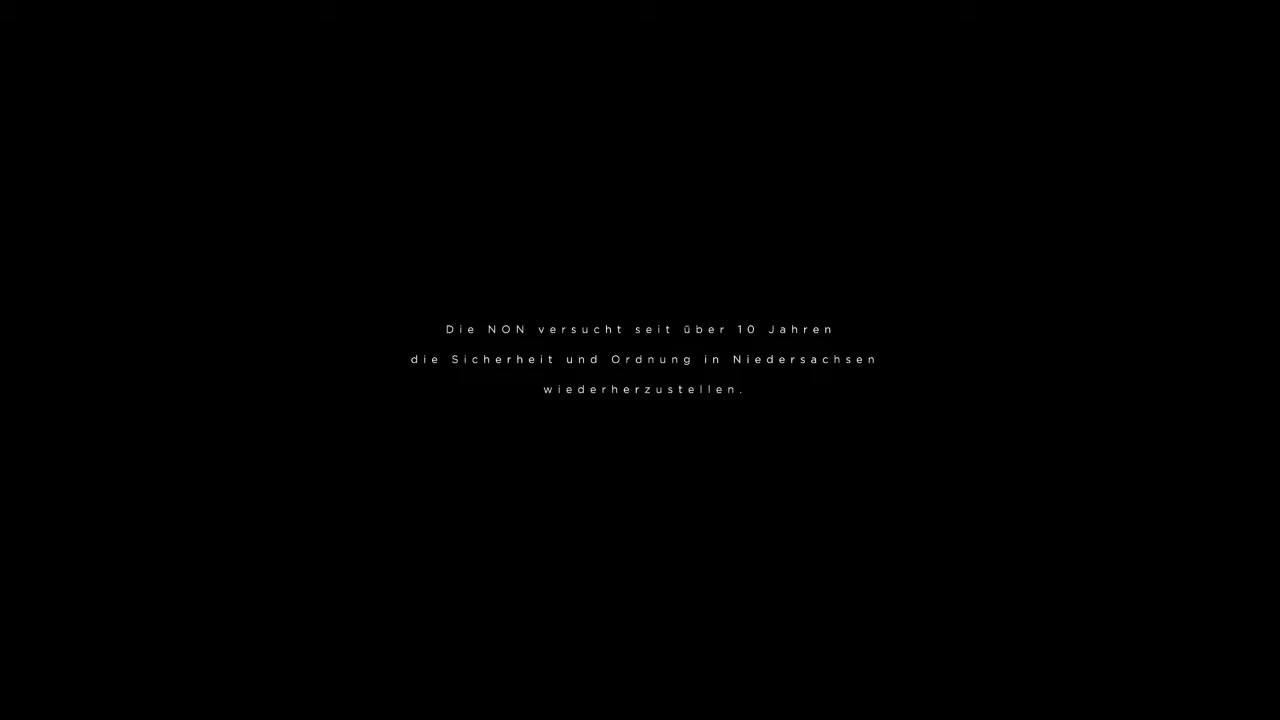 Die NON versucht seit über 10 Jahren
die Sicherheit und Ordnung in Niedersachsen
wiederherzustellen.